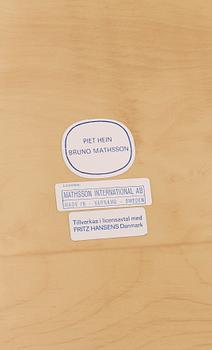 PIET HEIN
BRUNO MATHSSON
MATHSSON INTERNATIONAL AB
MADE IN - VÄRNAMO - SWEDEN
Tillverkas i licensavtal med
FRITZ HANSENS Danmark